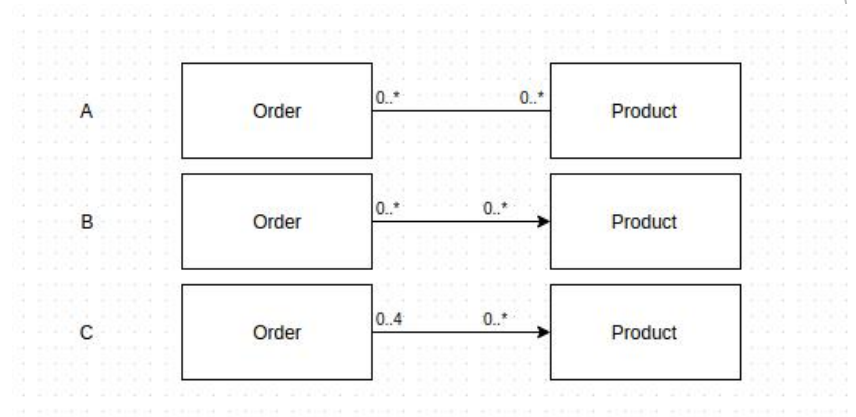 0..* 0..*
A Order Product
0..* 0..*
B Order Product
0..4 0..*
C Order Product